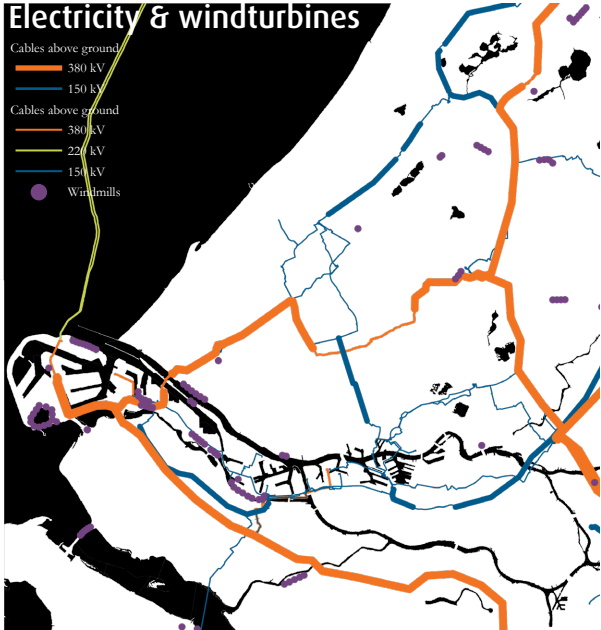 Electricity & windturbines
Cables above ground
380 kV
150 kV
Cables above ground
380 kV
220 kV
150 kV
Windmills